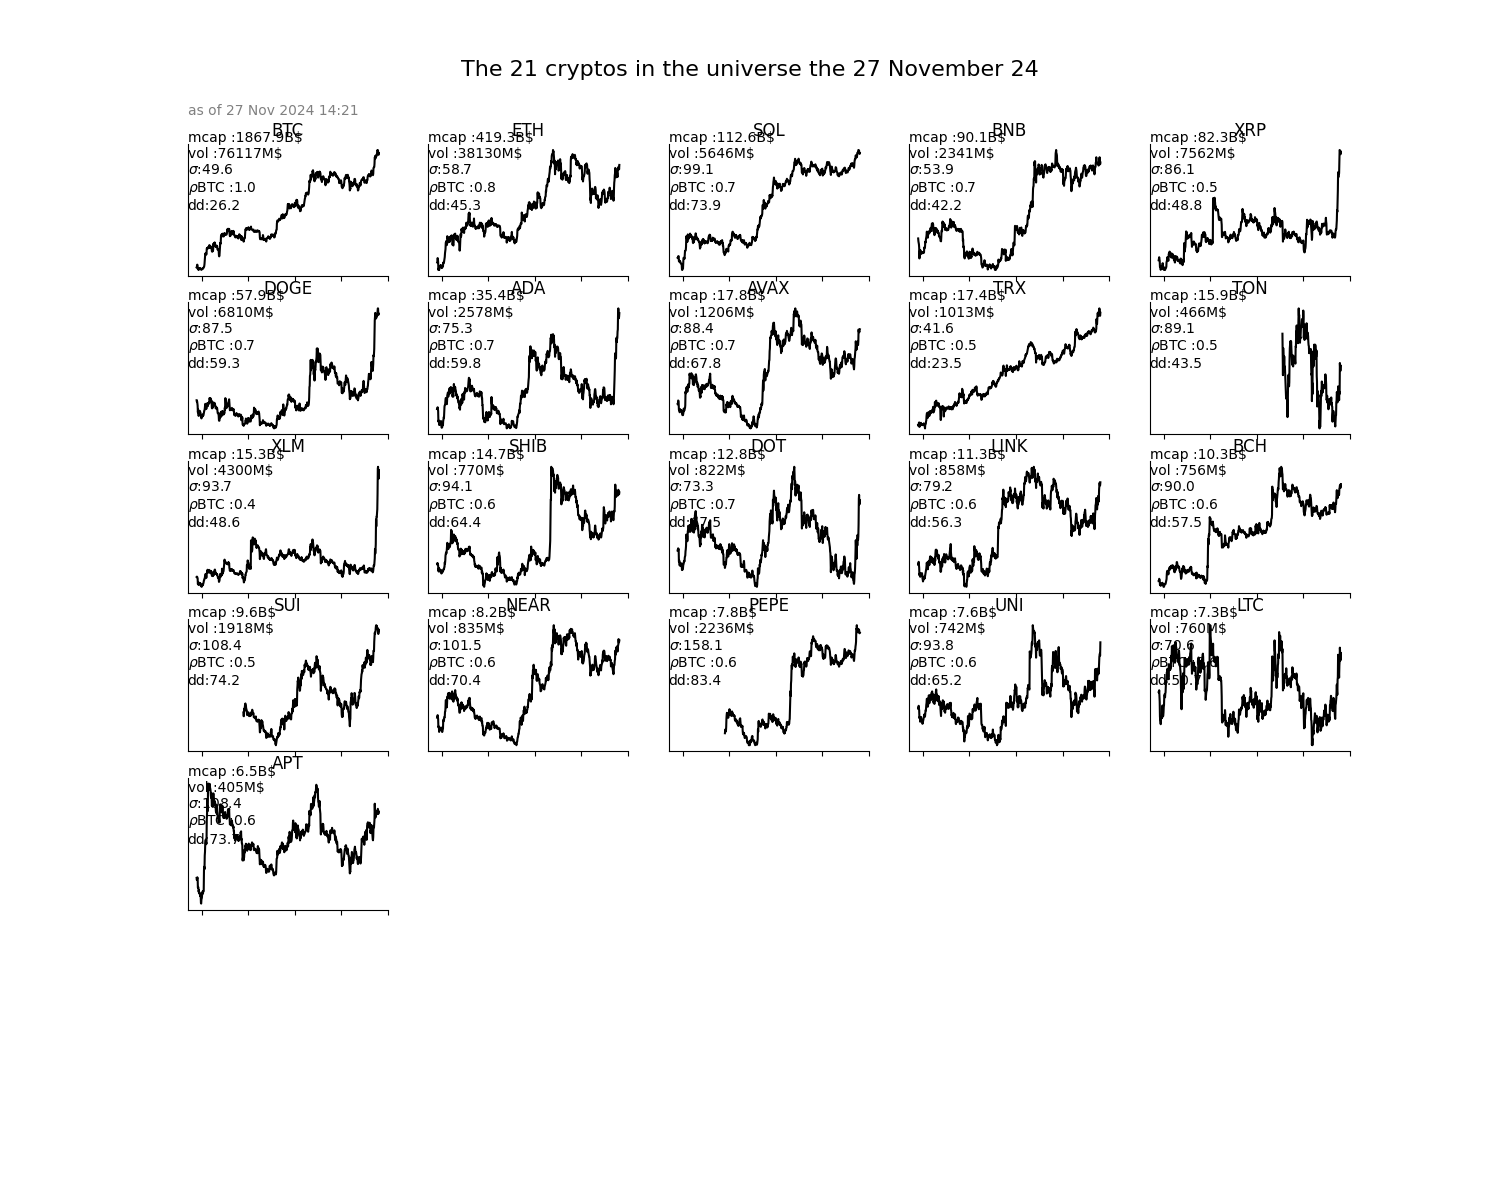 The 21 cryptos in the universe the 27 November 24
as of 27 Nov 2024 14:21
BTC
mcap :1867.9B$
vol :76117M$
σ:49.6
ρBTC :1.0
dd:26.2
ETH
mcap :419.3B$
vol :38130M$
σ:58.7
ρBTC :0.8
dd:45.3
SOL
mcap :112.6B$
vol :5646M$
σ:99.1
ρBTC :0.7
dd:73.9
BNB
mcap :90.1B$
vol :2341M$
σ:53.9
ρBTC :0.7
dd:42.2
XRP
mcap :82.3B$
vol :7562M$
σ:86.1
ρBTC :0.5
dd:48.8
DOGE
mcap :57.9B$
vol :6810M$
σ:87.5
ρBTC :0.7
dd:59.3
ADA
mcap :35.4B$
vol :2578M$
σ:75.3
ρBTC :0.7
dd:59.8
AVAX
mcap :17.8B$
vol :1206M$
σ:88.4
ρBTC :0.7
dd:67.8
TRX
mcap :17.4B$
vol :1013M$
σ:41.6
ρBTC :0.5
dd:23.5
TON
mcap :15.9B$
vol :466M$
σ:89.1
ρBTC :0.5
dd:43.5
XLM
mcap :15.3B$
vol :4300M$
σ:93.7
ρBTC :0.4
dd:48.6
SHIB
mcap :14.7B$
vol :770M$
σ:94.1
ρBTC :0.6
dd:64.4
DOT
mcap :12.8B$
vol :822M$
σ:73.3
ρBTC :0.7
LINK
mcap :11.3B$
vol :858M$
σ:79.2
ρBTC :0.6
dd:56.3
BCH
mcap :10.3B$
vol :756M$
σ:90.0
ρBTC :0.6
dd:57.5
SUI
mcap :9.6B$
vol :1918M$
σ:108.4
ρBTC :0.5
dd:74.2
NEAR
mcap :8.2B$
vol :835M$
σ:101.5
ρBTC :0.6
dd:70.4
PEPE
mcap :7.8B$
vol :2236M$
σ:158.1
ρBTC :0.6
dd:83.4
UNI
mcap :7.6B$
vol :742M$
σ:93.8
ρBTC :0.6
dd:65.2
LTC
mcap :7.3B$
vol :760M$
σ:70.6
APT
mcap :6.5B$
vol :405M$
σ:108.4
ρBTC :0.6